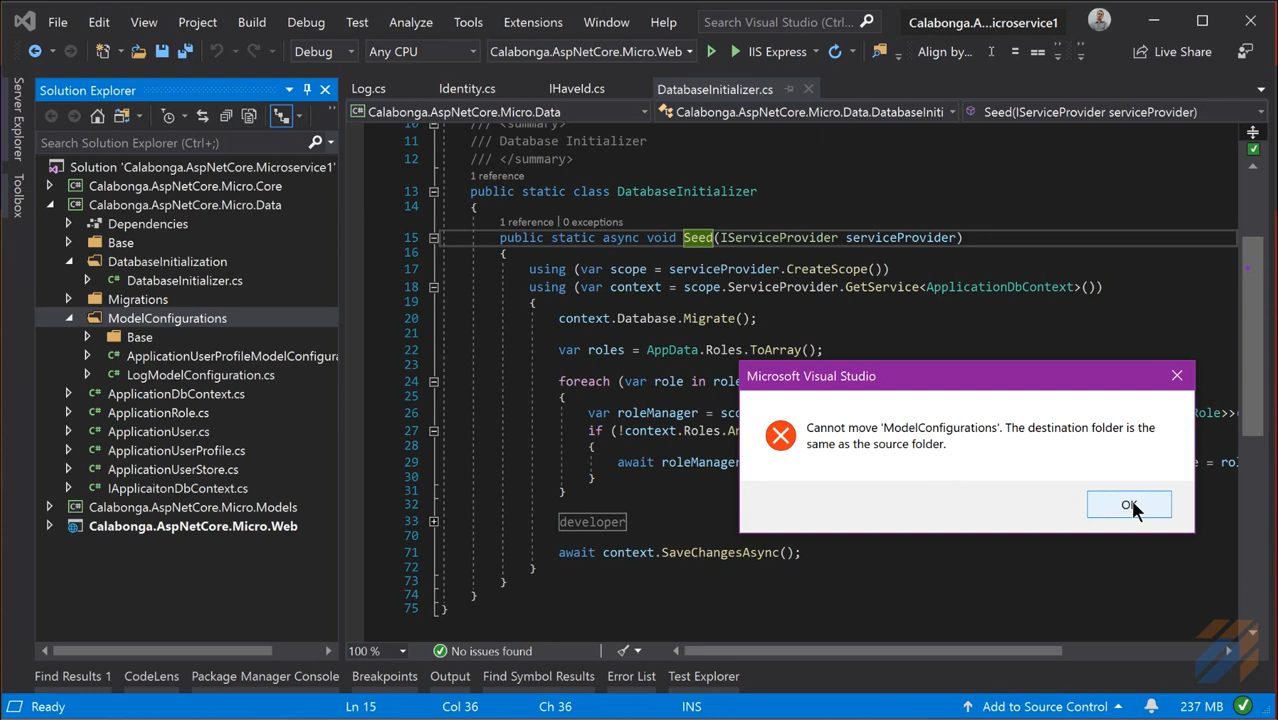 File Edit View Project Build Debug Test Analyze Tools Extensions Window Help Search Visual Studio (Ctrl+... Calabonga.A...icroservice1
Debug Any CPU Calabonga.AspNetCore.Micro.Web IIS Express Align by... Live Share
Server Explorer
Toolbox
Solution Explorer
Search Solution Explorer (Ctrl+;)
Solution 'Calabonga.AspNetCore.Microservice1'
Calabonga.AspNetCore.Micro.Core
Calabonga.AspNetCore.Micro.Data
Dependencies
Base
DatabaseInitialization
DatabaseInitializer.cs
Migrations
ModelConfigurations
Base
ApplicationUserProfileModelConfigura
LogModelConfiguration.cs
ApplicationDbContext.cs
ApplicationRole.cs
ApplicationUser.cs
ApplicationUserProfile.cs
ApplicationUserStore.cs
IApplicaitonDbContext.cs
Calabonga.AspNetCore.Micro.Models
Calabonga.AspNetCore.Micro.Web
Log.cs Identity.cs IHaveId.cs DatabaseInitializer.cs
Calabonga.AspNetCore.Micro.Data Calabonga.AspNetCore.Micro.Data.DatabaseIniti Seed(IServiceProvider serviceProvider)
10 /// <summary>
11 /// Database Initializer
12 /// </summary>
1 reference
13 public static class DatabaseInitializer
14 {
1 reference | 0 exceptions
15 public static async void Seed(IServiceProvider serviceProvider)
16 {
17 using (var scope = serviceProvider.CreateScope())
18 using (var context = scope.ServiceProvider.GetService<ApplicationDbContext>())
19 {
20 context.Database.Migrate();
21
22 var roles = AppData.Roles.ToArray();
23
24 foreach (var role in role
25 {
26 var roleManager = sco Role>>(
27 if (!context.Roles.An
28 {
29 await roleManager = rol
30 }
31 }
32
33 developer
70
71 await context.SaveChangesAsync();
72 }
73 }
74 }
75 }
Microsoft Visual Studio
Cannot move 'ModelConfigurations'. The destination folder is the
same as the source folder.
OK
100 % No issues found
Find Results 1 CodeLens Package Manager Console Breakpoints Output Find Symbol Results Error List Test Explorer
Ready Ln 15 Col 36 Ch 36 INS Add to Source Control 237 MB